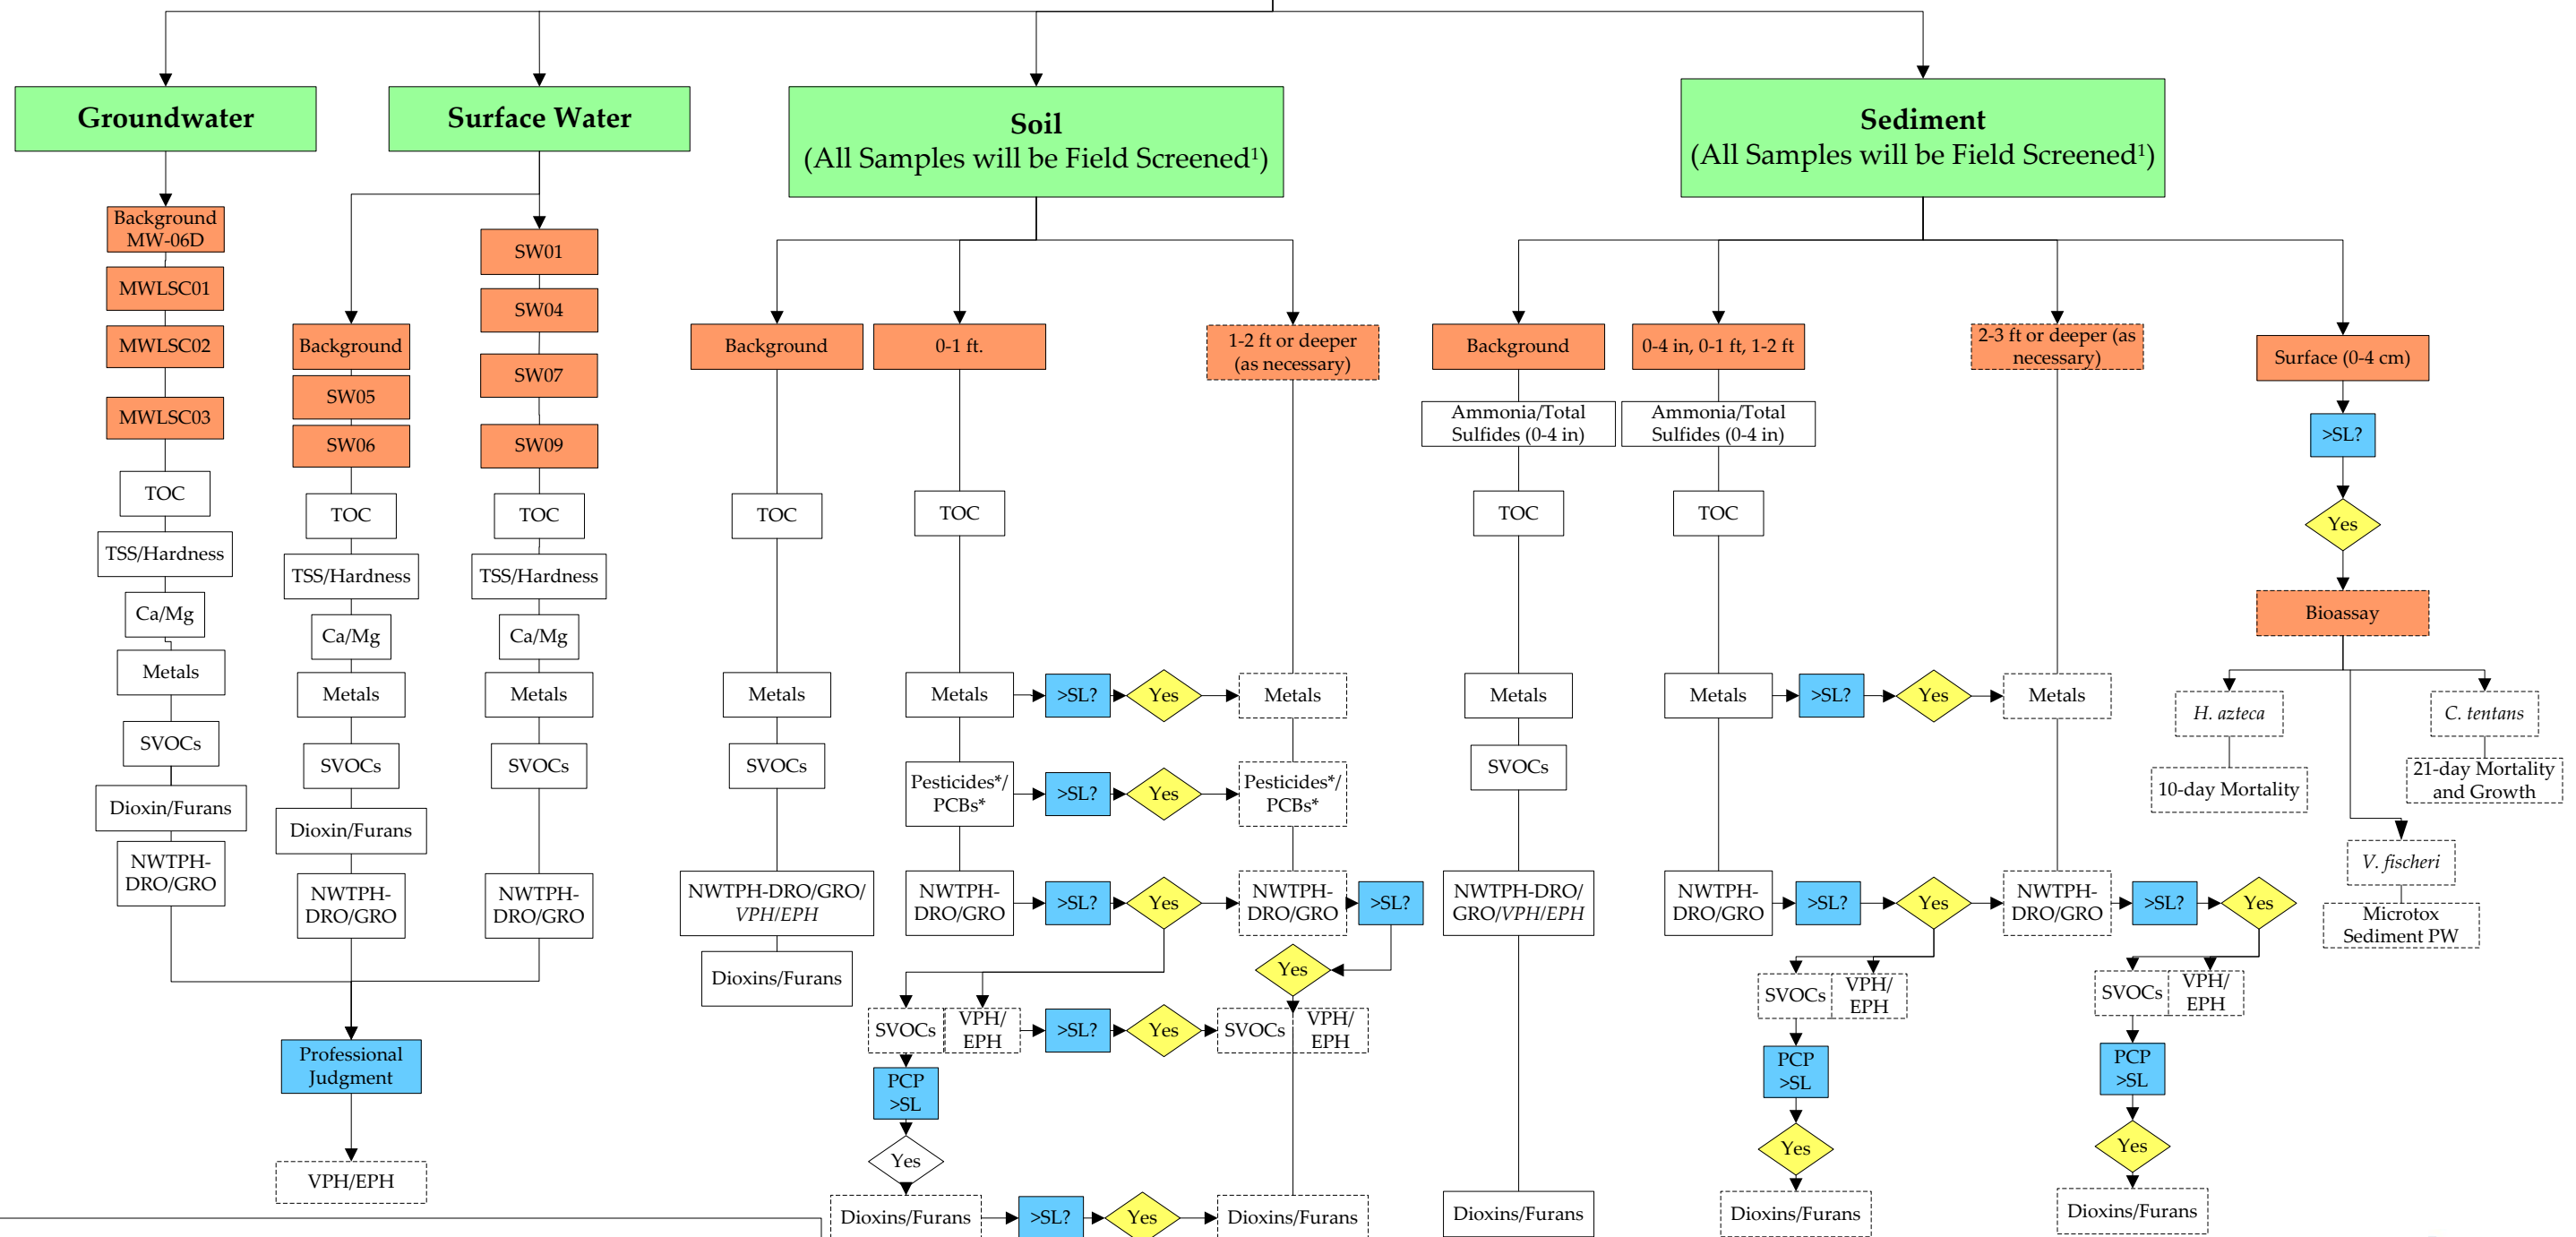 Groundwater
Surface Water
Soil
(All Samples will be Field Screened¹)
Sediment
(All Samples will be Field Screened¹)
Background
MW-06D
MWLSC01
MWLSC02
MWLSC03
TOC
TSS/Hardness
Ca/Mg
Metals
SVOCs
Dioxin/Furans
NWTPH-
DRO/GRO
Background
SW05
SW06
TOC
TSS/Hardness
Ca/Mg
Metals
SVOCs
Dioxin/Furans
NWTPH-
DRO/GRO
SW01
SW04
SW07
SW09
TOC
TSS/Hardness
Ca/Mg
Metals
SVOCs
NWTPH-
DRO/GRO
Professional
Judgment
VPH/EPH
Background
TOC
Metals
SVOCs
NWTPH-DRO/GRO/
VPH/EPH
Dioxins/Furans
0-1 ft.
TOC
Metals
>SL?
Yes
Pesticides*/
PCBs*
>SL?
Yes
NWTPH-
DRO/GRO
>SL?
Yes
SVOCs
VPH/
EPH
>SL?
Yes
PCP
>SL
Yes
Dioxins/Furans
>SL?
Yes
1-2 ft or deeper
(as necessary)
Metals
Pesticides*/
PCBs*
NWTPH-
DRO/GRO
>SL?
Yes
SVOCs
VPH/
EPH
Dioxins/Furans
Background
Ammonia/Total
Sulfides (0-4 in)
TOC
Metals
SVOCs
NWTPH-DRO/
GRO/VPH/EPH
Dioxins/Furans
0-4 in, 0-1 ft, 1-2 ft
Ammonia/Total
Sulfides (0-4 in)
TOC
Metals
>SL?
Yes
NWTPH-
DRO/GRO
>SL?
Yes
SVOCs
VPH/
EPH
PCP
>SL
Yes
Dioxins/Furans
2-3 ft or deeper (as
necessary)
Metals
NWTPH-
DRO/GRO
>SL?
Yes
SVOCs
VPH/
EPH
PCP
>SL
Yes
Dioxins/Furans
Surface (0-4 cm)
>SL?
Yes
Bioassay
H. azteca
10-day Mortality
C. tentans
21-day Mortality
and Growth
V. fischeri
Microtox
Sediment PW